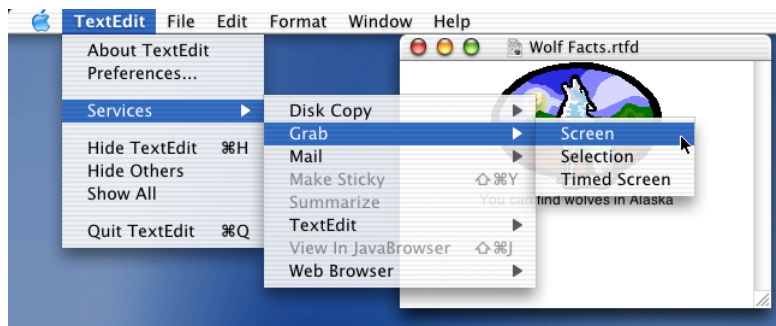 TextEdit File Edit Format Window Help
Wolf Facts.rtfd
About TextEdit
Preferences...
Services
Hide TextEdit ⌘H
Hide Others
Show All
Quit TextEdit ⌘Q
Disk Copy
Grab
Mail
Make Sticky ⇧⌘Y
Summarize
TextEdit
View In JavaBrowser ⇧⌘J
Web Browser
Screen
Selection
Timed Screen
You can find wolves in Alaska